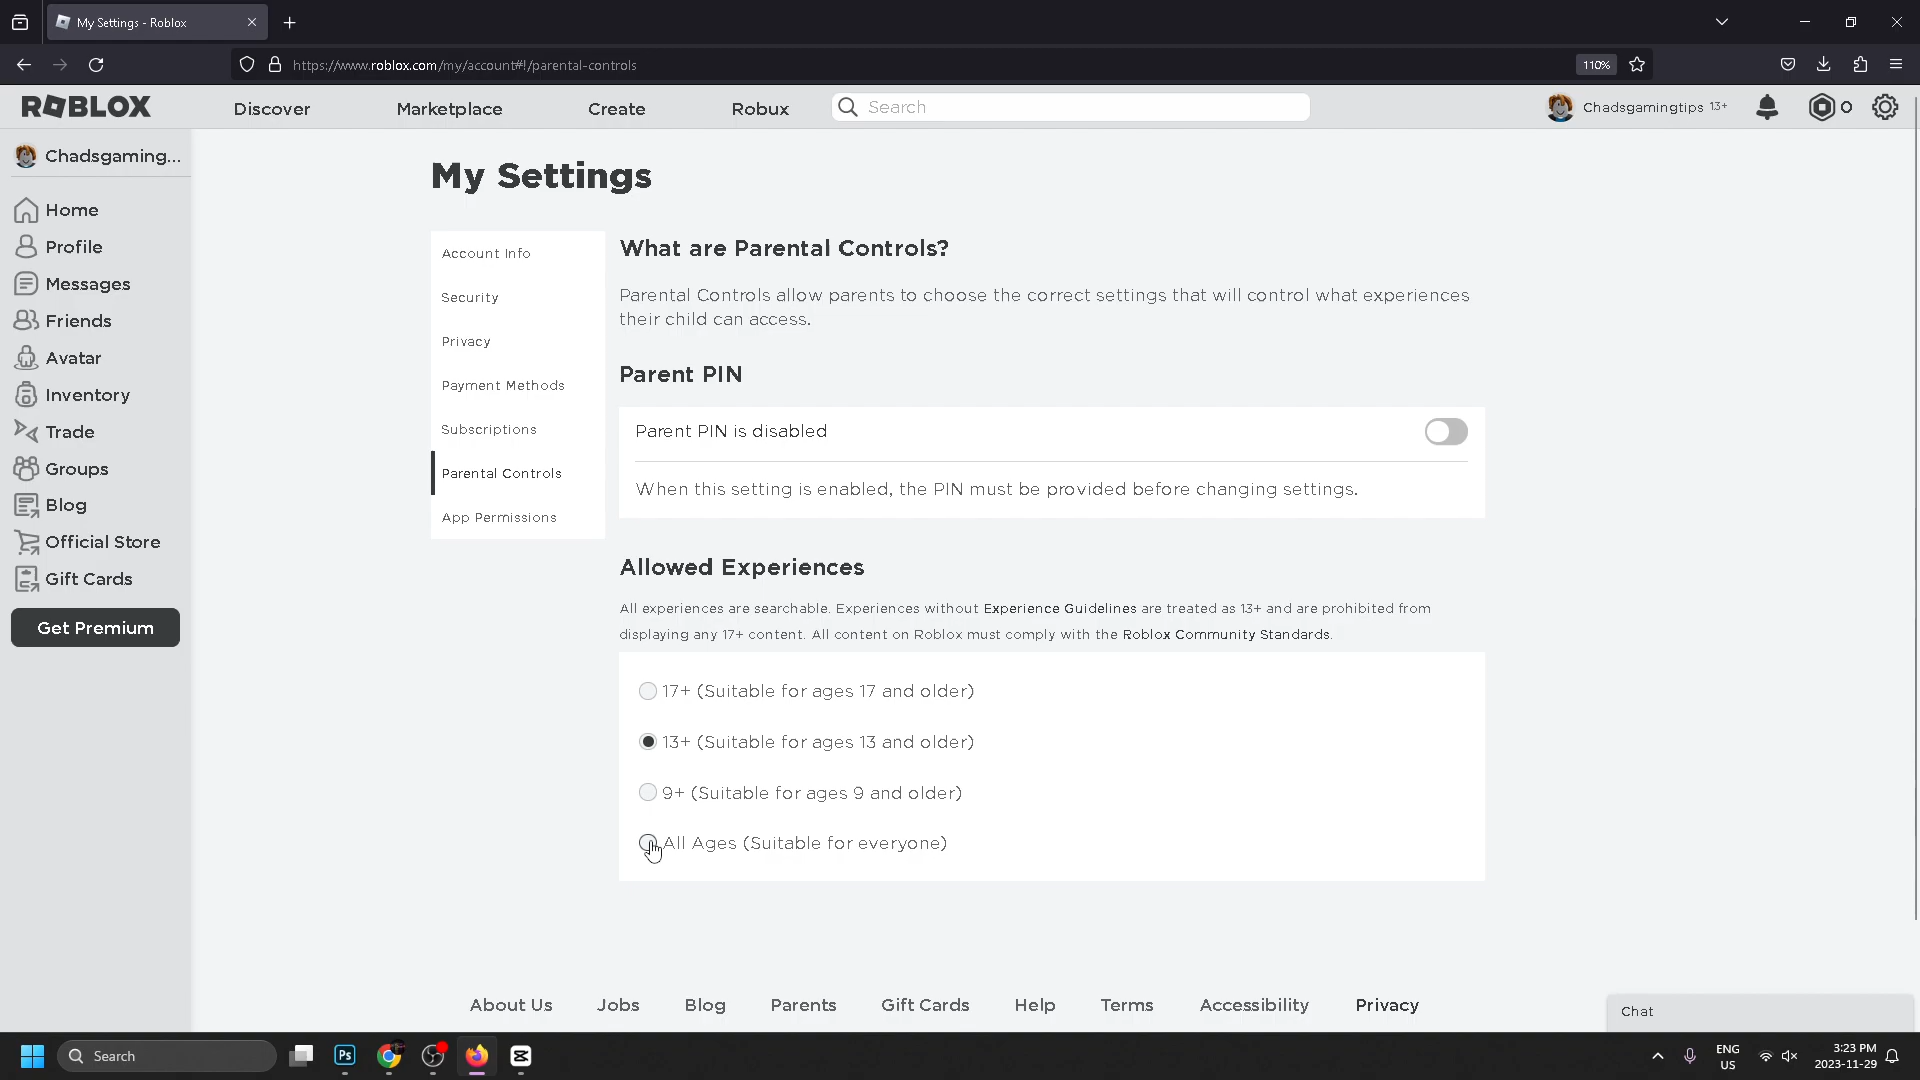 My Settings - Roblox
https://www.roblox.com/my/account#!/parental-controls
110%
ROBLOX
Discover
Marketplace
Create
Robux
Search
Chadsgamingtips 13+
0
Chadsgaming...
Home
Profile
Messages
Friends
Avatar
Inventory
Trade
Groups
Blog
Official Store
Gift Cards
Get Premium
My Settings
Account Info
Security
Privacy
Payment Methods
Subscriptions
Parental Controls
App Permissions
What are Parental Controls?
Parental Controls allow parents to choose the correct settings that will control what experiences
their child can access.
Parent PIN
Parent PIN is disabled
When this setting is enabled, the PIN must be provided before changing settings.
Allowed Experiences
All experiences are searchable. Experiences without Experience Guidelines are treated as 13+ and are prohibited from
displaying any 17+ content. All content on Roblox must comply with the Roblox Community Standards.
17+ (Suitable for ages 17 and older)
13+ (Suitable for ages 13 and older)
9+ (Suitable for ages 9 and older)
All Ages (Suitable for everyone)
About Us
Jobs
Blog
Parents
Gift Cards
Help
Terms
Accessibility
Privacy
Chat
Search
Ps
ENG
US
3:23 PM
2023-11-29